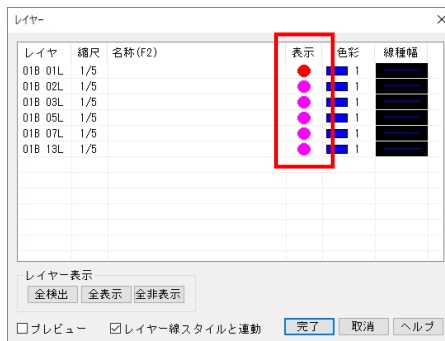 レイヤー
レイヤ 縮尺 名称(F2) 表示 色彩 線種幅
01B 01L 1/5 1
01B 02L 1/5 1
01B 03L 1/5 1
01B 05L 1/5 1
01B 07L 1/5 1
01B 13L 1/5 1
レイヤー表示
全検出 全表示 全非表示
プレビュー レイヤー線スタイルと連動 完了 取消 ヘルプ